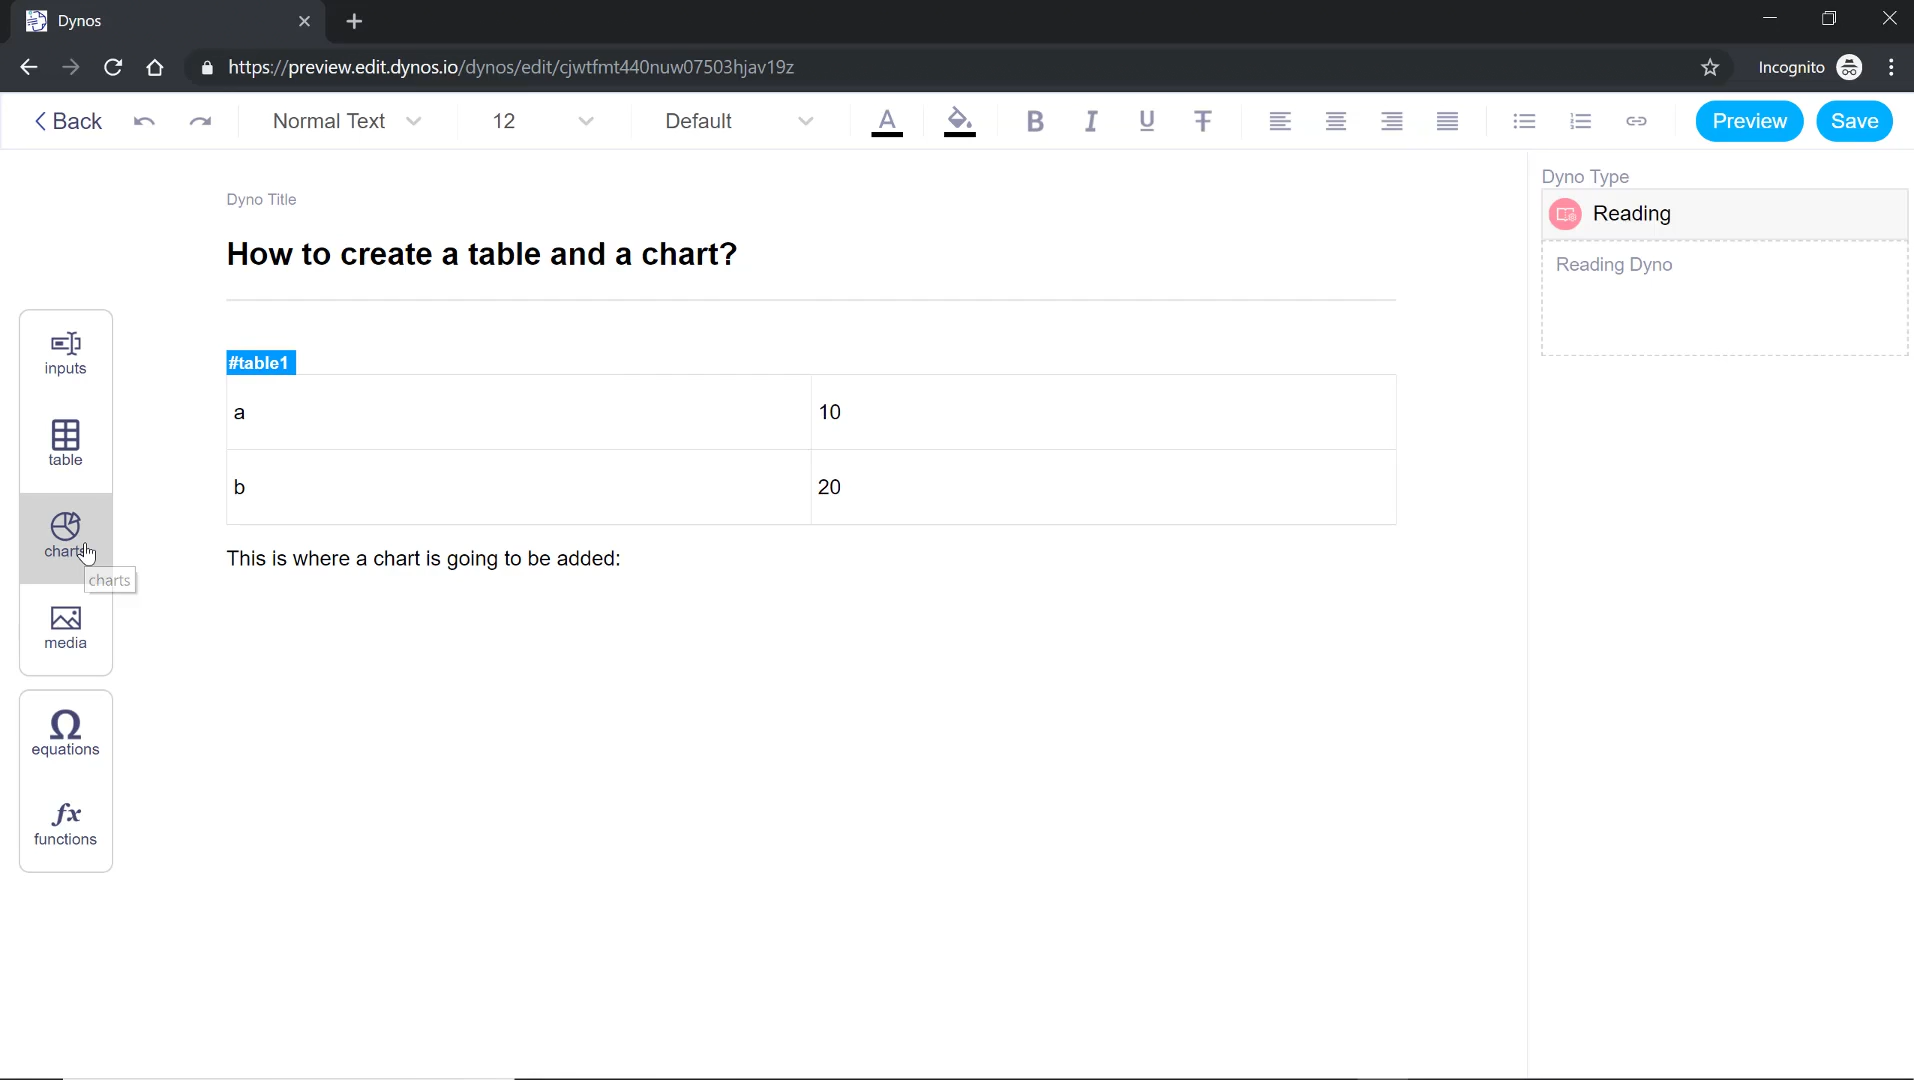 Dynos
https://preview.edit.dynos.io/dynos/edit/cjwtfmt440nuw07503hjav19z
Incognito
Back
Normal Text
12
Default
A
B
I
U
T
Preview
Save
Dyno Title
How to create a table and a chart?
Dyno Type
Reading
Reading Dyno
inputs
table
charts
charts
media
Ω
equations
fx
functions
#table1
a 10
b 20
This is where a chart is going to be added: